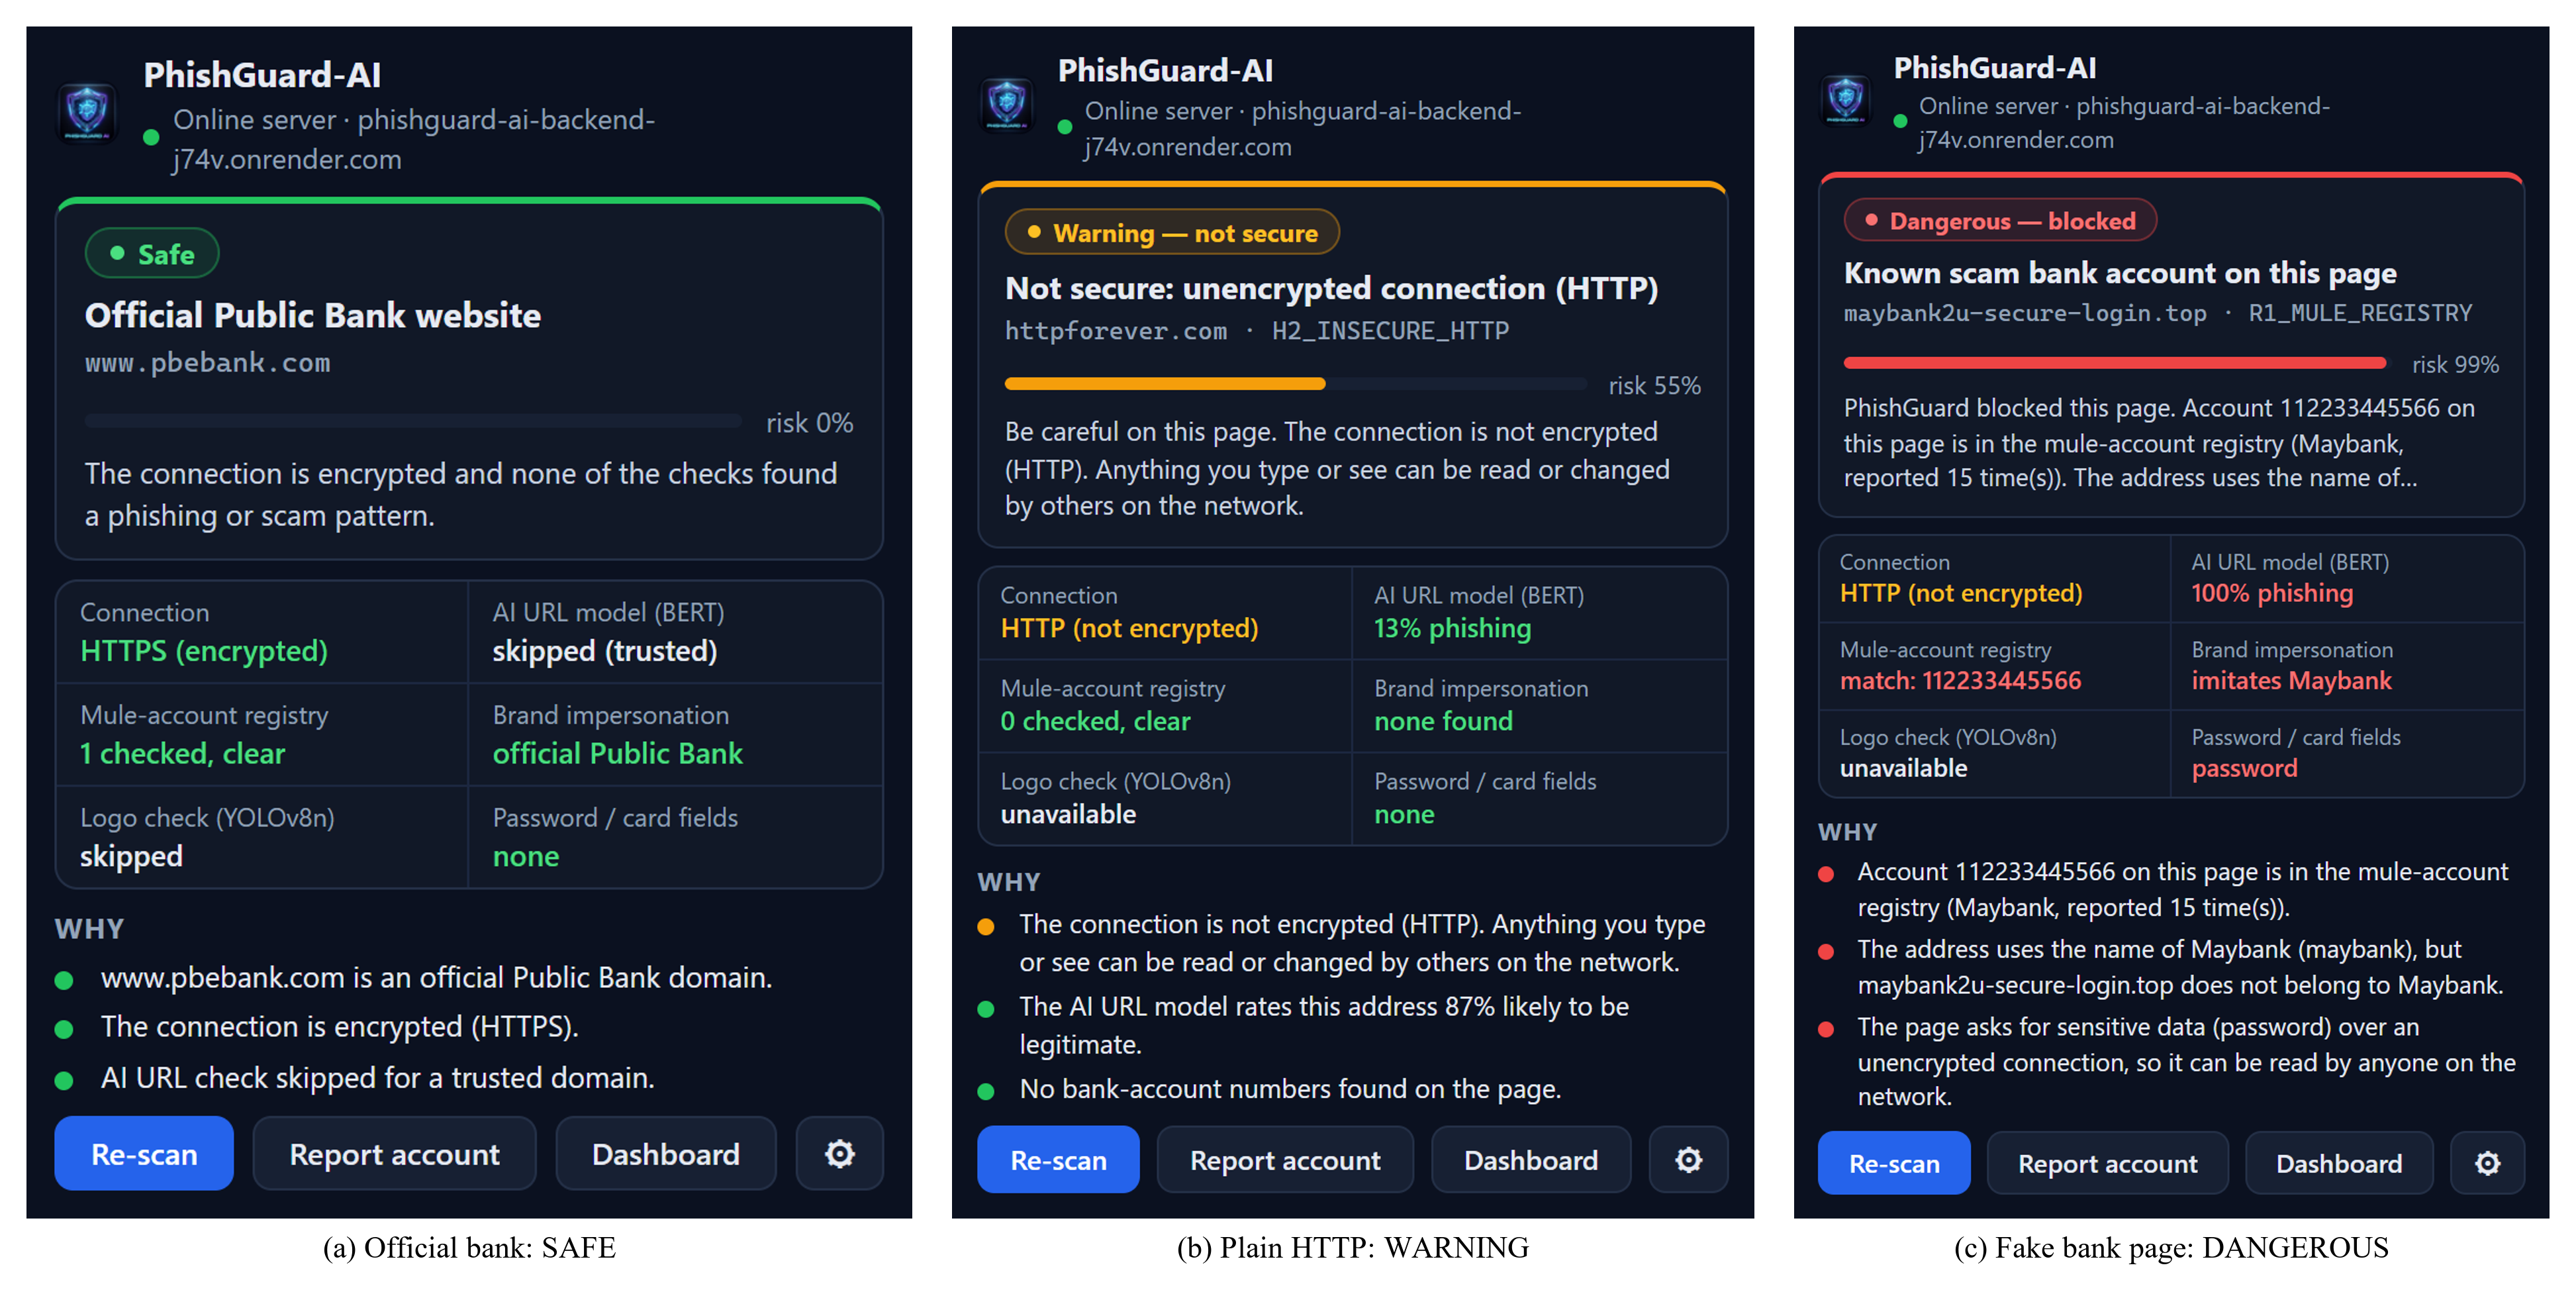 PhishGuard-AI
Online server · phishguard-ai-backend-
j74v.onrender.com
Safe
Official Public Bank website
www.pbebank.com
risk 0%
The connection is encrypted and none of the checks found
a phishing or scam pattern.
Connection
HTTPS (encrypted)
AI URL model (BERT)
skipped (trusted)
Mule-account registry
1 checked, clear
Brand impersonation
official Public Bank
Logo check (YOLOv8n)
skipped
Password / card fields
none
WHY
www.pbebank.com is an official Public Bank domain.
The connection is encrypted (HTTPS).
AI URL check skipped for a trusted domain.
Re-scan
Report account
Dashboard
(a) Official bank: SAFE
PhishGuard-AI
Online server · phishguard-ai-backend-
j74v.onrender.com
Warning — not secure
Not secure: unencrypted connection (HTTP)
httpforever.com · H2_INSECURE_HTTP
risk 55%
Be careful on this page. The connection is not encrypted
(HTTP). Anything you type or see can be read or changed
by others on the network.
Connection
HTTP (not encrypted)
AI URL model (BERT)
13% phishing
Mule-account registry
0 checked, clear
Brand impersonation
none found
Logo check (YOLOv8n)
unavailable
Password / card fields
none
WHY
The connection is not encrypted (HTTP). Anything you type
or see can be read or changed by others on the network.
The AI URL model rates this address 87% likely to be
legitimate.
No bank-account numbers found on the page.
Re-scan
Report account
Dashboard
(b) Plain HTTP: WARNING
PhishGuard-AI
Online server · phishguard-ai-backend-
j74v.onrender.com
Dangerous — blocked
Known scam bank account on this page
maybank2u-secure-login.top · R1_MULE_REGISTRY
risk 99%
PhishGuard blocked this page. Account 112233445566 on
this page is in the mule-account registry (Maybank,
reported 15 time(s)). The address uses the name of...
Connection
HTTP (not encrypted)
AI URL model (BERT)
100% phishing
Mule-account registry
match: 112233445566
Brand impersonation
imitates Maybank
Logo check (YOLOv8n)
unavailable
Password / card fields
password
WHY
Account 112233445566 on this page is in the mule-account
registry (Maybank, reported 15 time(s)).
The address uses the name of Maybank (maybank), but
maybank2u-secure-login.top does not belong to Maybank.
The page asks for sensitive data (password) over an
unencrypted connection, so it can be read by anyone on the
network.
Re-scan
Report account
Dashboard
(c) Fake bank page: DANGEROUS